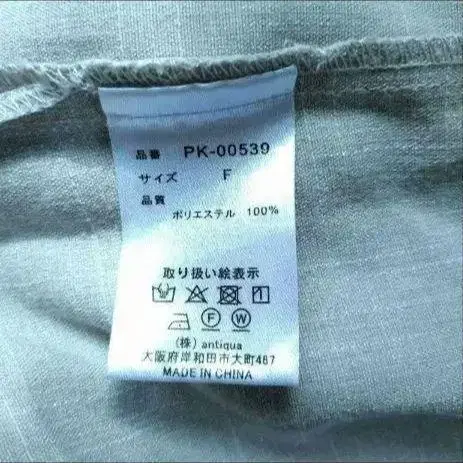 品番 PK-00539
サイズ F
品質
ポリエステル 100%
取り扱い絵表示
F W
(株) antiqua
大阪府岸和田市大町467
MADE IN CHINA